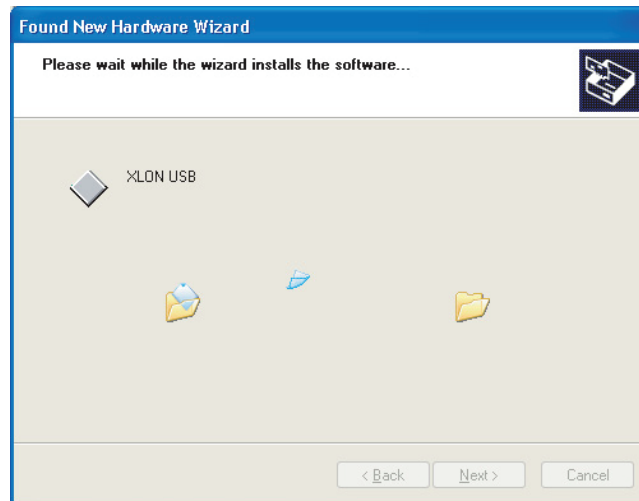 Found New Hardware Wizard
Please wait while the wizard installs the software...
XLON USB
< Back
Next >
Cancel